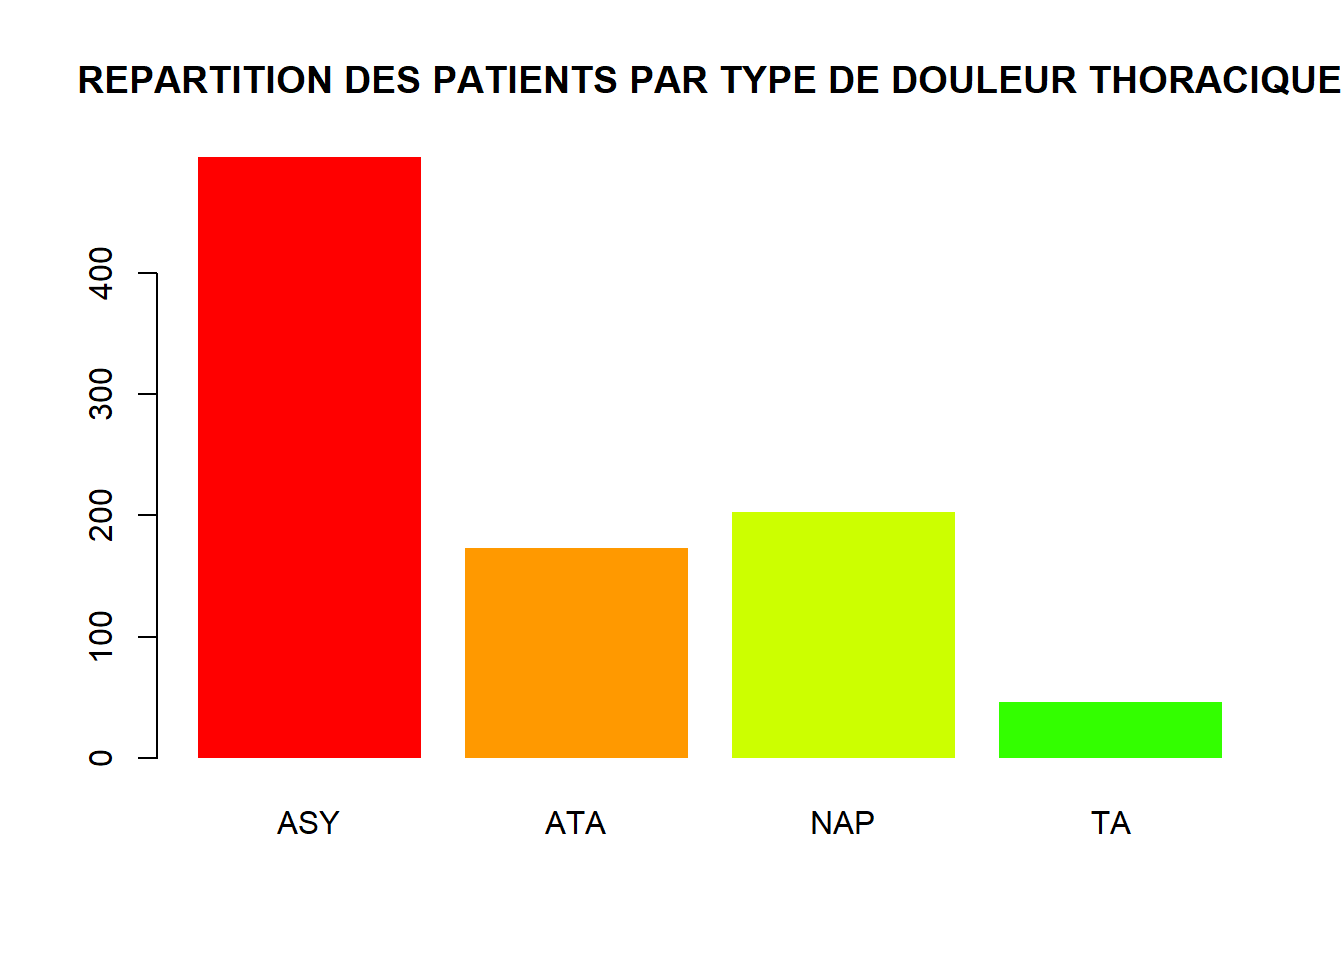 REPARTITION DES PATIENTS PAR TYPE DE DOULEUR THORACIQUE
400
300
200
100
0
ASY ATA NAP TA